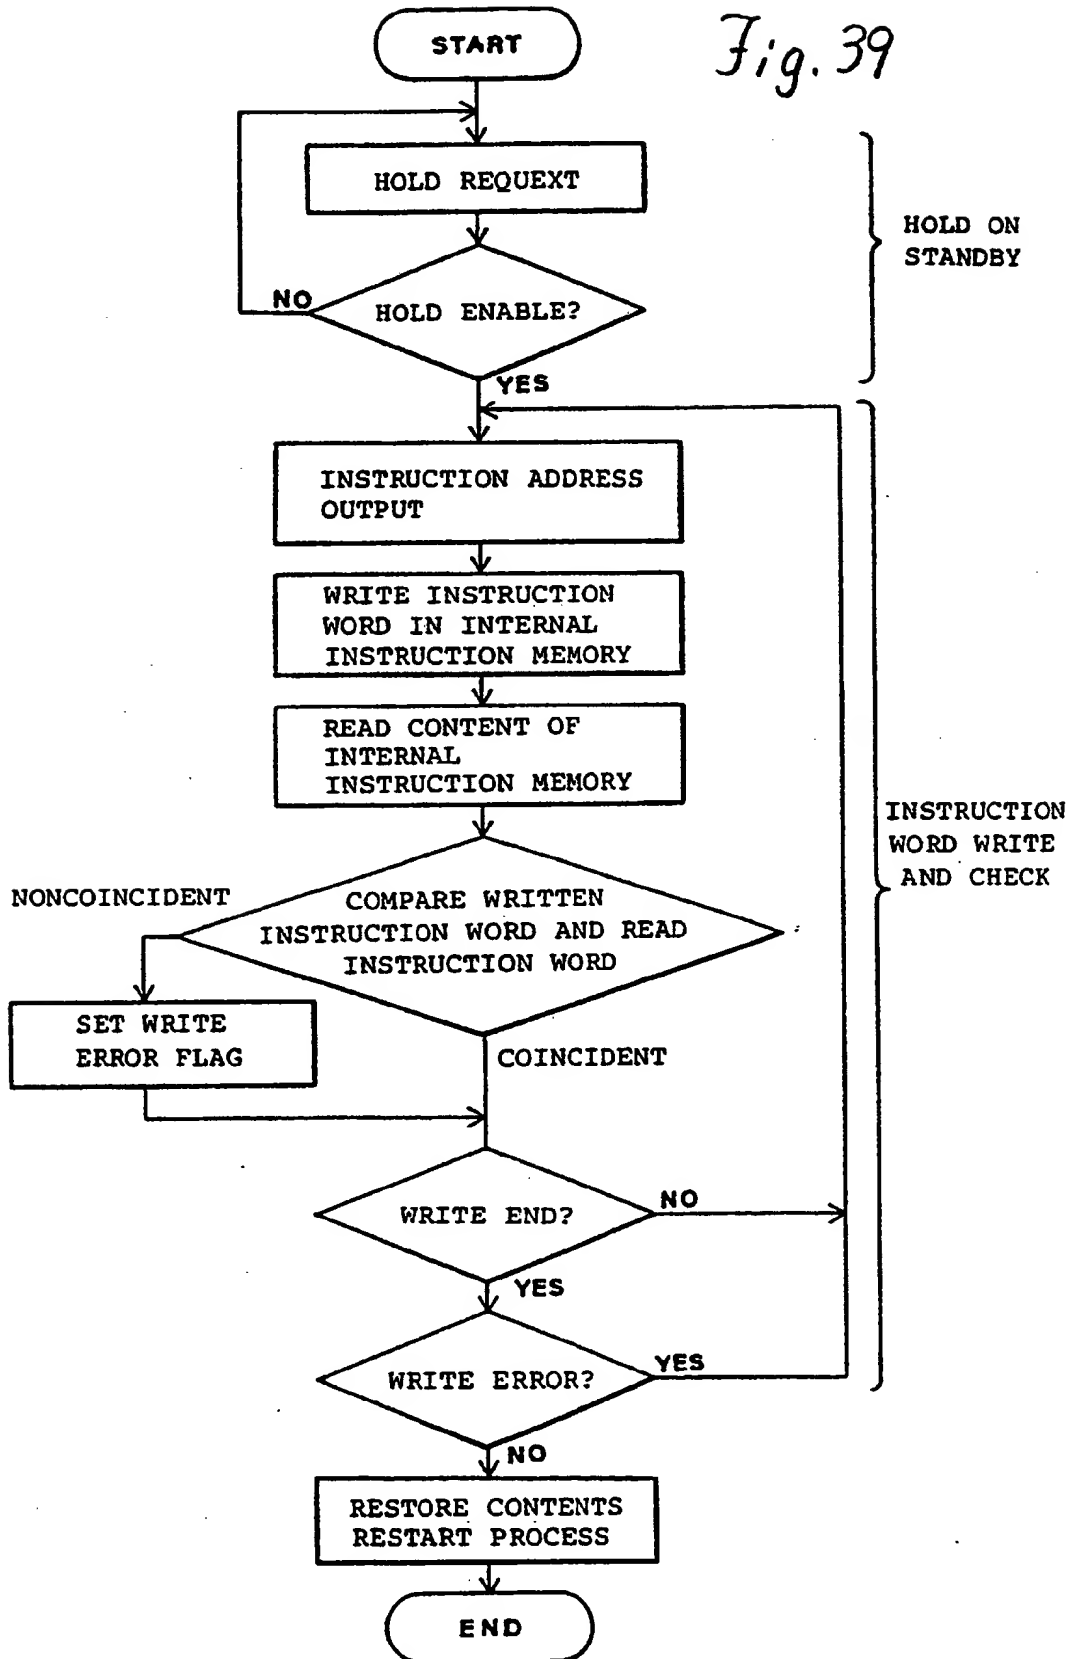 START
Fig. 39
HOLD REQUEXT
HOLD ON
STANDBY
NO
HOLD ENABLE?
YES
INSTRUCTION ADDRESS
OUTPUT
WRITE INSTRUCTION
WORD IN INTERNAL
INSTRUCTION MEMORY
READ CONTENT OF
INTERNAL
INSTRUCTION MEMORY
INSTRUCTION
WORD WRITE
AND CHECK
NONCOINCIDENT
COMPARE WRITTEN
INSTRUCTION WORD AND READ
INSTRUCTION WORD
SET WRITE
ERROR FLAG
COINCIDENT
WRITE END?
NO
YES
WRITE ERROR?
YES
NO
RESTORE CONTENTS
RESTART PROCESS
END